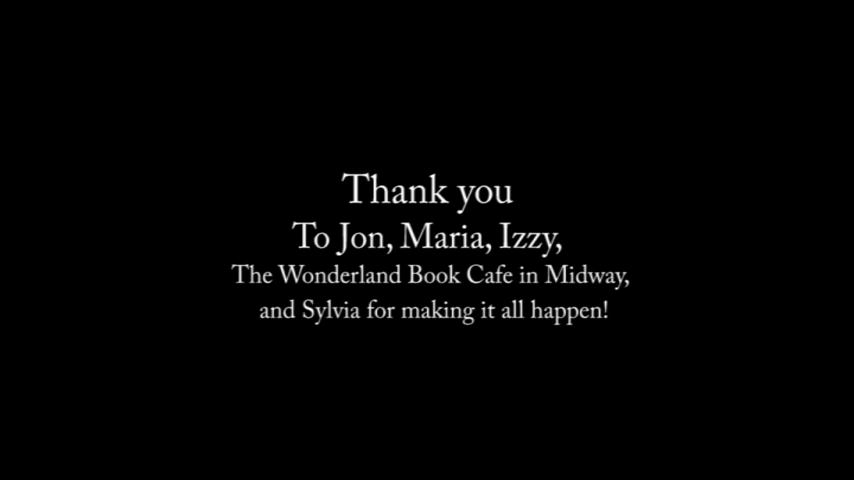 Thank you
To Jon, Maria, Izzy,
The Wonderland Book Cafe in Midway,
and Sylvia for making it all happen!